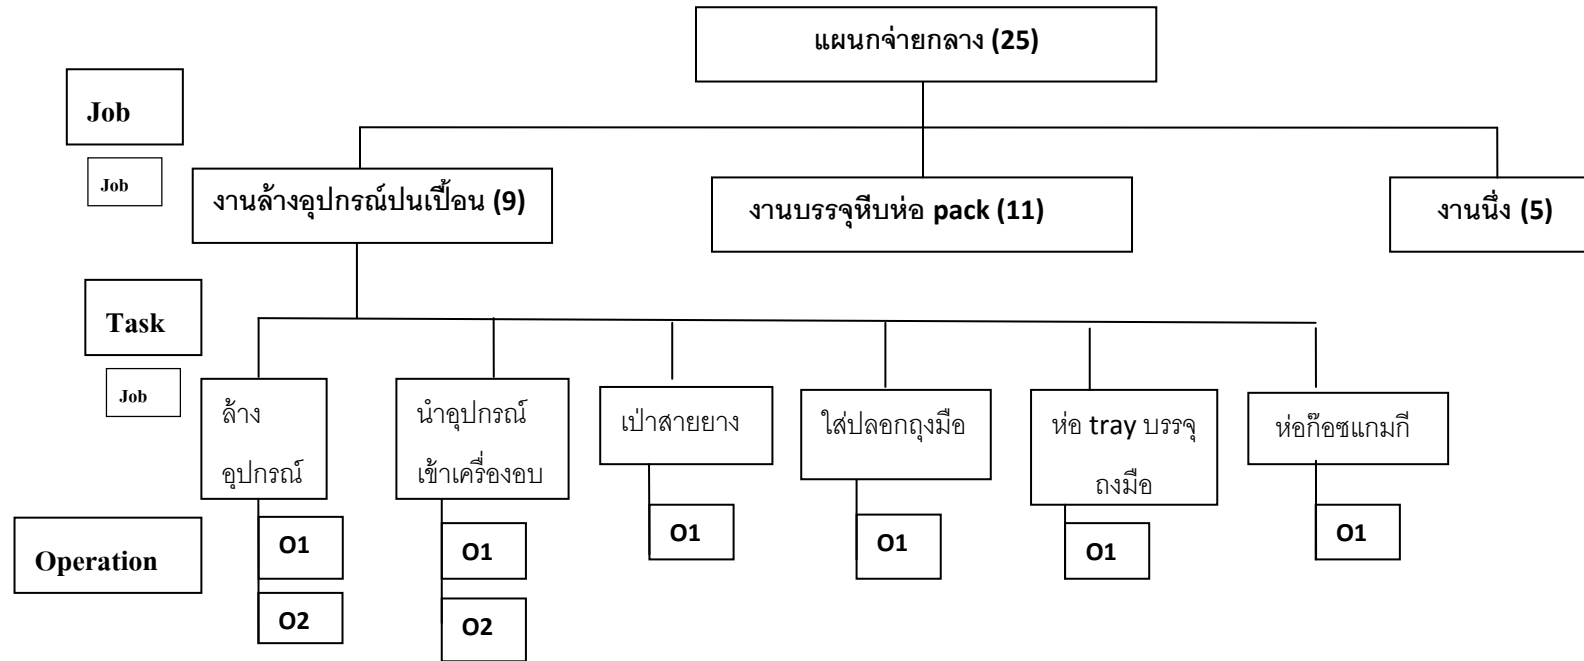 แผนกจ่ายกลาง (25)
Job
Job
งานล้างอุปกรณ์ปนเปื้อน (9)
งานบรรจุหีบห่อ pack (11)
งานนึ่ง (5)
Task
Job
ล้าง
อุปกรณ์
นำอุปกรณ์
เข้าเครื่องอบ
เป่าสายยาง
ใส่ปลอกถุงมือ
ห่อ tray บรรจุ
ถงมือ
ห่อก๊อซแกมกี
Operation
O1
O2
O1
O2
O1
O1
O1
O1